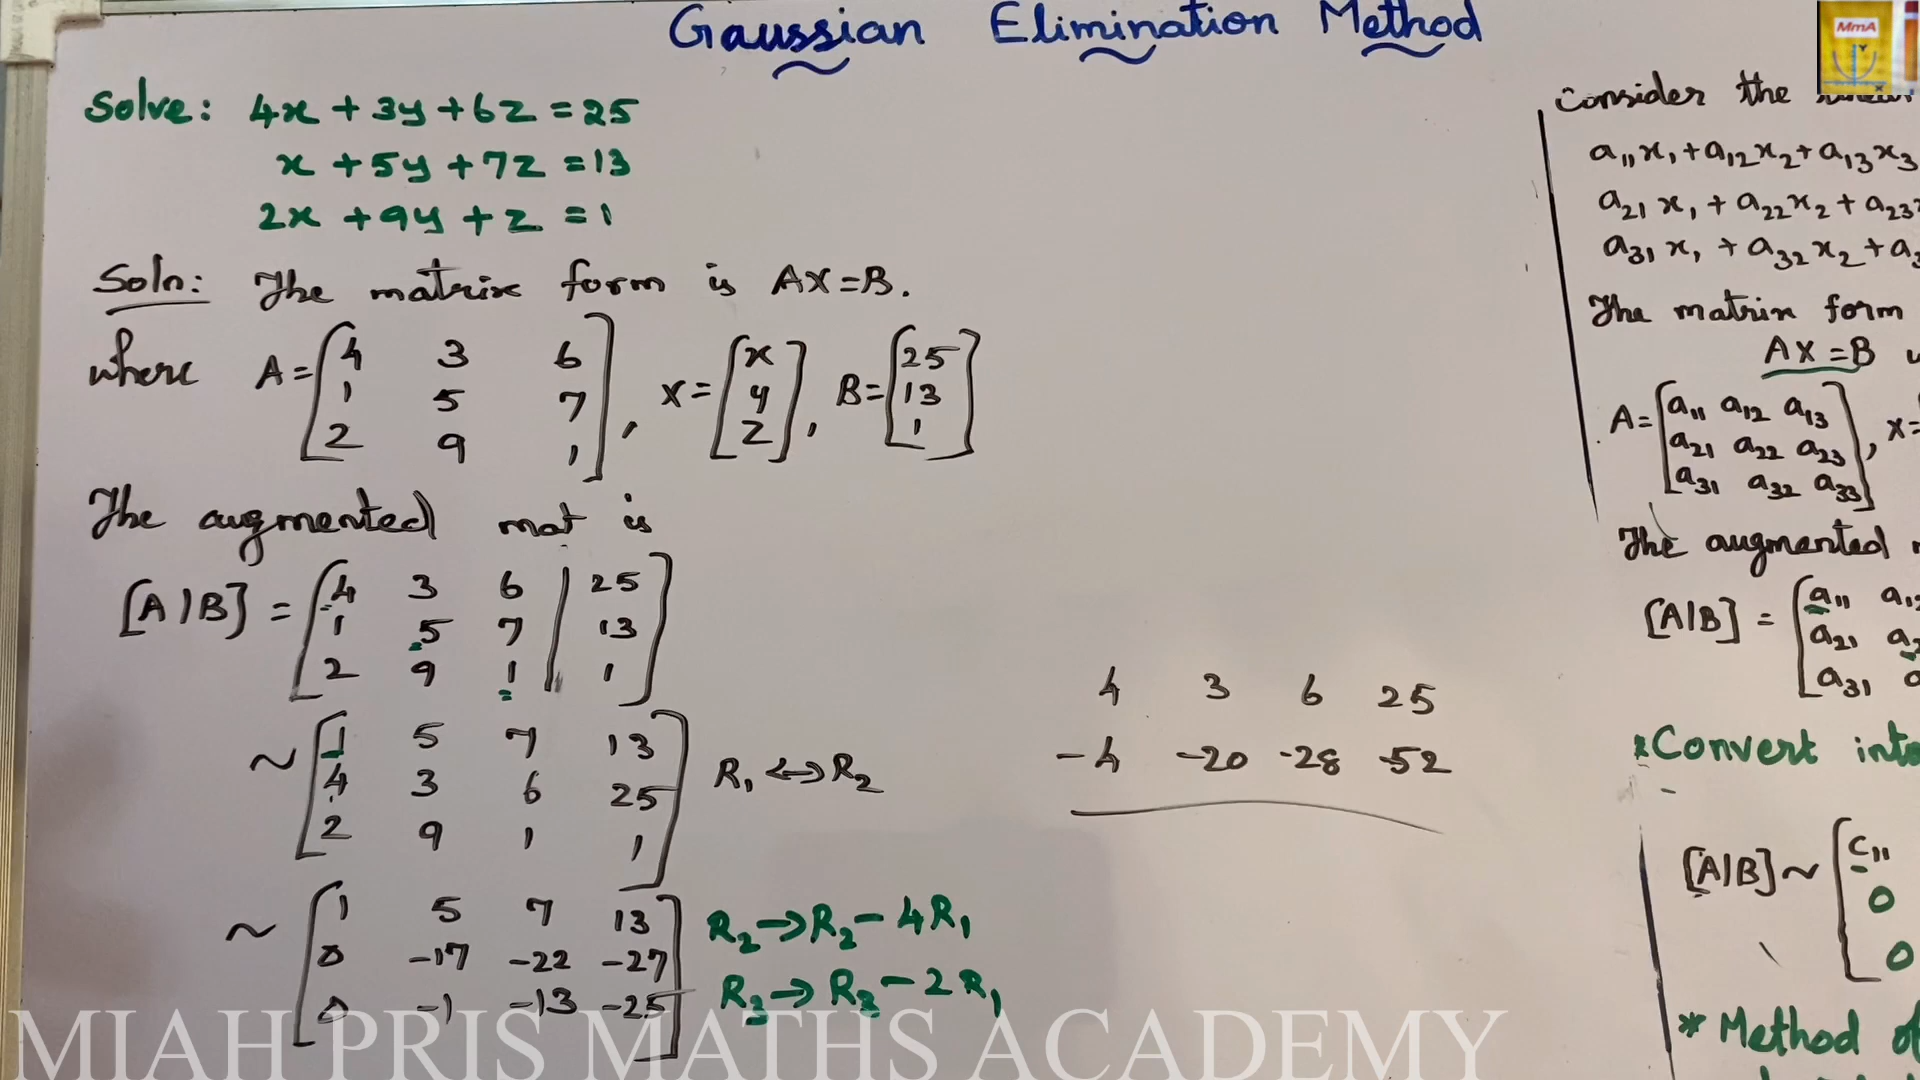 Gaussian Elimination Method
Solve: 4x + 3y + 6z = 25
x + 5y + 7z = 13
2x + 9y + z = 1
Soln: The matrix form is AX=B.
where A = [4 3 6
1 5 7
2 9 1], X = [x
y
z], B = [25
13
1]
The augmented mat is
[A|B] = [4 3 6 | 25
1 5 7 | 13
2 9 1 | 1]
~ [1 5 7 13
4 3 6 25
2 9 1 1] R₁ ↔ R₂
~ [1 5 7 13
0 -17 -22 -27
0 -1 -13 -25]
R₂ → R₂ - 4R₁
R₃ → R₃ - 2R₁
4 3 6 25
-4 -20 -28 -52
MmA
consider the
a₁₁x₁ + a₁₂x₂ + a₁₃x₃
a₂₁x₁ + a₂₂x₂ + a₂₃
a₃₁x₁ + a₃₂x₂ + a
The matrix form
AX = B
A = [a₁₁ a₁₂ a₁₃
a₂₁ a₂₂ a₂₃
a₃₁ a₃₂ a₃₃], X =
The augmented
[A|B] = [a₁₁
a₂₁
a₃₁
*Convert into
[A|B] ~ [c₁₁
0
0
* Method of
MIAH PRIS MATHS ACADEMY